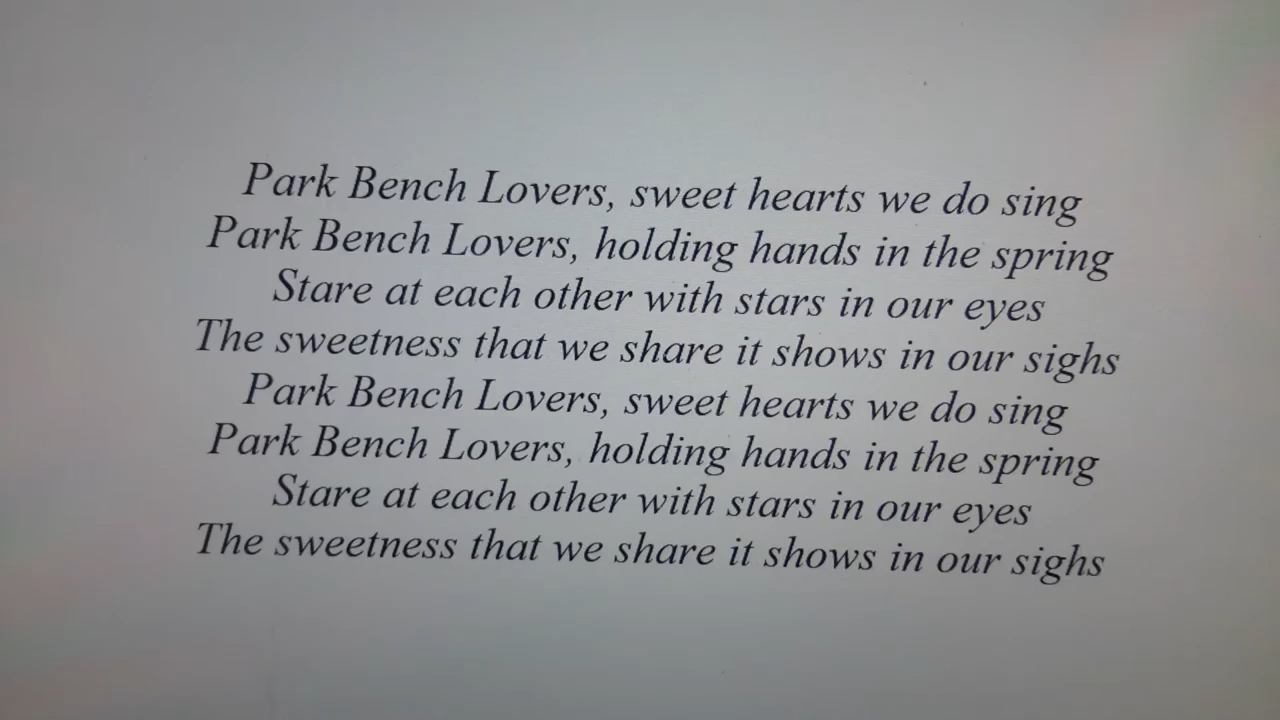 Park Bench Lovers, sweet hearts we do sing
Park Bench Lovers, holding hands in the spring
Stare at each other with stars in our eyes
The sweetness that we share it shows in our sighs
Park Bench Lovers, sweet hearts we do sing
Park Bench Lovers, holding hands in the spring
Stare at each other with stars in our eyes
The sweetness that we share it shows in our sighs